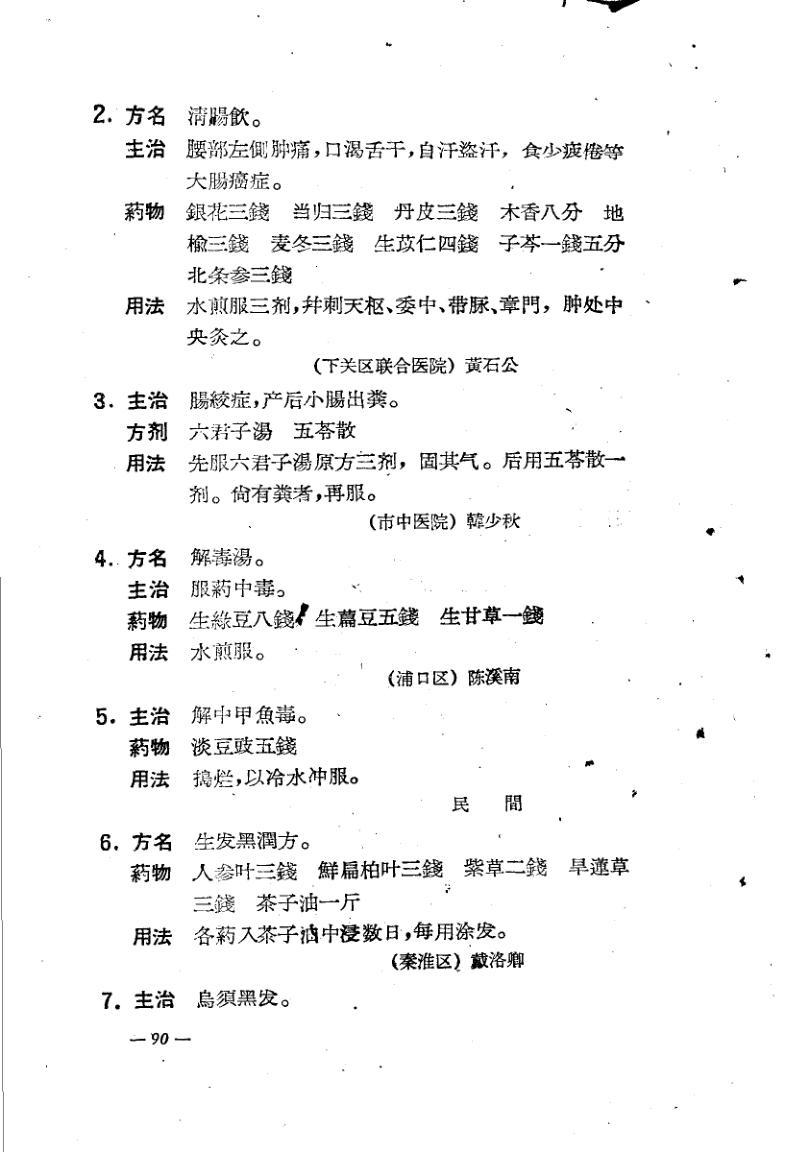 2. 方名 清腸飲。
主治 腰部左側肿痛，口渴舌干，自汗盜汗，食少疲倦等
大腸癌症。
葯物 銀花三錢 当归三錢 丹皮三錢 木香八分 地
榆三錢 麦冬三錢 生苡仁四錢 子芩一錢五分
北条参三錢
用法 水煎服三剂，幷刺天枢、委中、带脉、章門，肿处中
央灸之。
(下关区联合医院) 黄石公
3. 主治 腸絞症，产后小腸出粪。
方剂 六君子湯 五苓散
用法 先服六君子湯原方三剂，固其气。后用五苓散一
剂。尙有粪者，再服。
(市中医院) 韓少秋
4. 方名 解毒湯。
主治 服葯中毒。
葯物 生綠豆八錢 生藊豆五錢 生甘草一錢
用法 水煎服。
(浦口区) 陈溪南
5. 主治 解中甲魚毒。
葯物 淡豆豉五錢
用法 搗烂，以冷水冲服。
民 間
6. 方名 生发黑潤方。
葯物 人参叶三錢 鮮扁柏叶三錢 紫草二錢 旱蓮草
三錢 茶子油一斤
用法 各葯入茶子油中浸数日，每用涂发。
(秦淮区) 戴洛卿
7. 主治 烏須黑发。
— 90 —